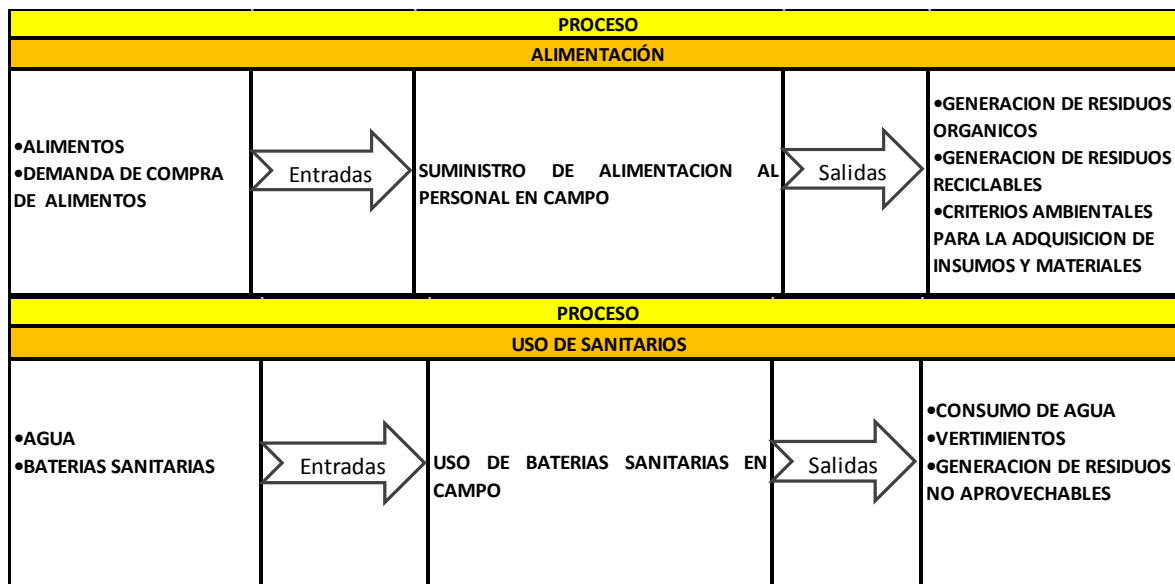 PROCESO
ALIMENTACIÓN
•ALIMENTOS
•DEMANDA DE COMPRA
DE ALIMENTOS
Entradas
SUMINISTRO DE ALIMENTACION AL
PERSONAL EN CAMPO
Salidas
•GENERACION DE RESIDUOS
ORGANICOS
•GENERACION DE RESIDUOS
RECICLABLES
•CRITERIOS AMBIENTALES
PARA LA ADQUISICION DE
INSUMOS Y MATERIALES
PROCESO
USO DE SANITARIOS
•AGUA
•BATERIAS SANITARIAS
Entradas
USO DE BATERIAS SANITARIAS EN
CAMPO
Salidas
•CONSUMO DE AGUA
•VERTIMIENTOS
•GENERACION DE RESIDUOS
NO APROVECHABLES